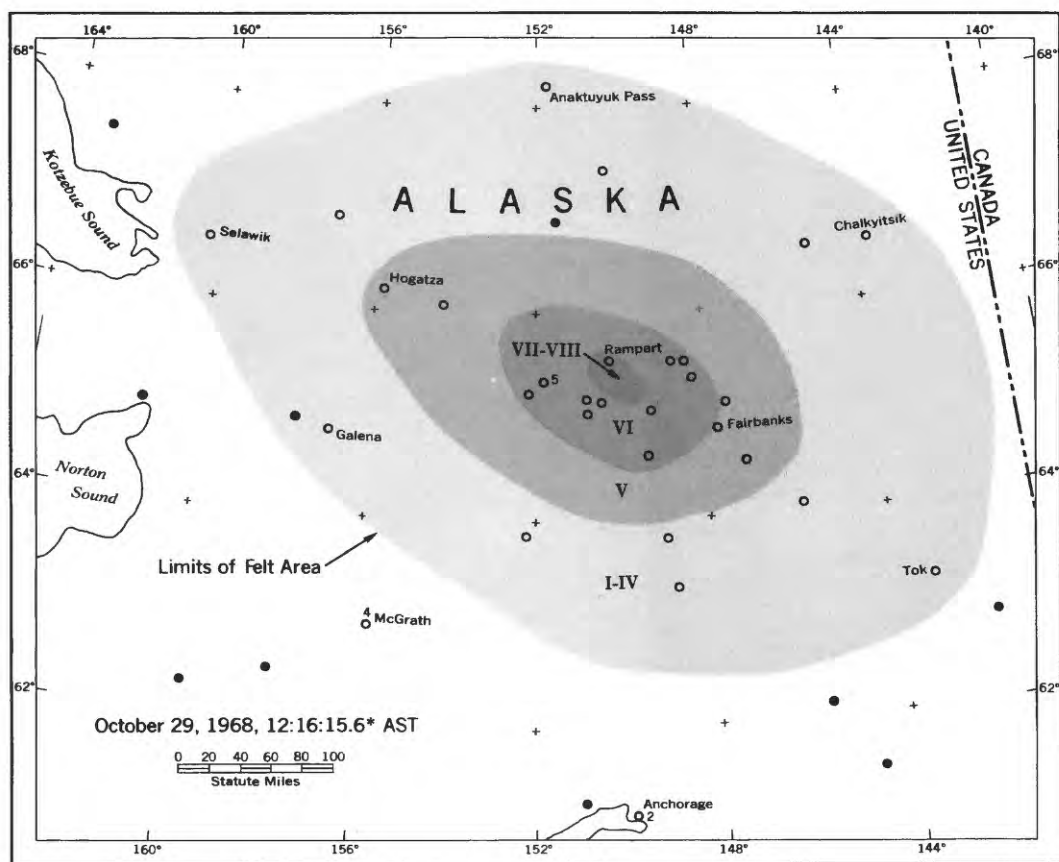 164° 160° 156° 152° 148° 144° 140°
68° 68°
Anaktuyuk Pass
CANADA
UNITED STATES
Kotzebue Sound
ALASKA
Selawik
Chalkyitsik
66° 66°
Hogatza
VII-VIII
Rampart
5
VI
Fairbanks
Galena
Norton
Sound
64° 64°
V
Limits of Felt Area
I-IV
Tok
4
McGrath
62° 62°
October 29, 1968, 12:16:15.6* AST
0 20 40 60 80 100
Statute Miles
Anchorage
2
160° 156° 152° 148° 144°